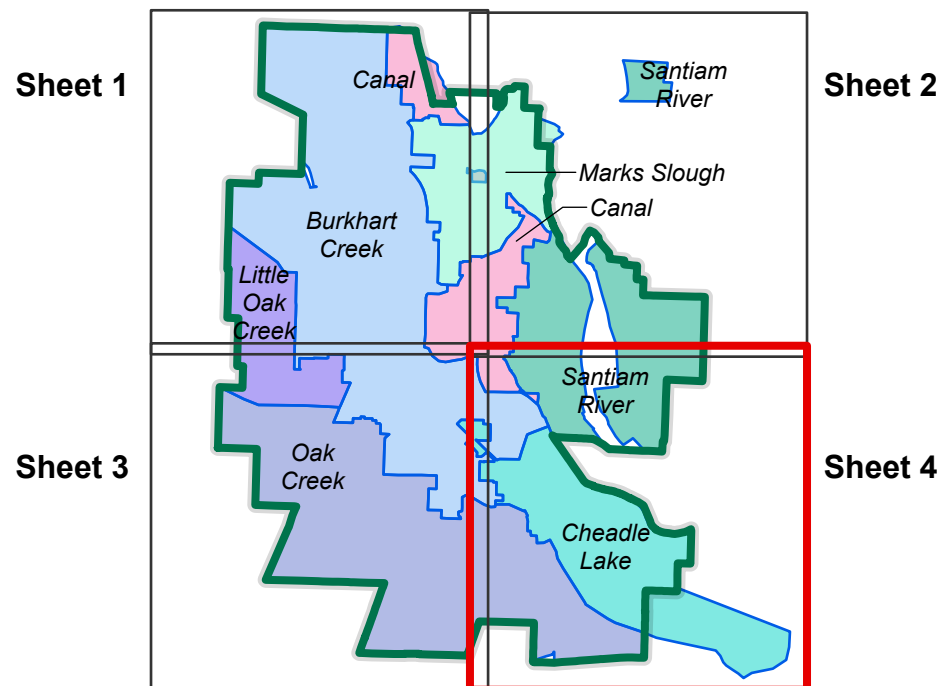 Sheet 1
Canal
Santiam
River
Sheet 2
Marks Slough
Canal
Burkhart
Creek
Little
Oak
Creek
Santiam
River
Sheet 3
Oak
Creek
Sheet 4
Cheadle
Lake